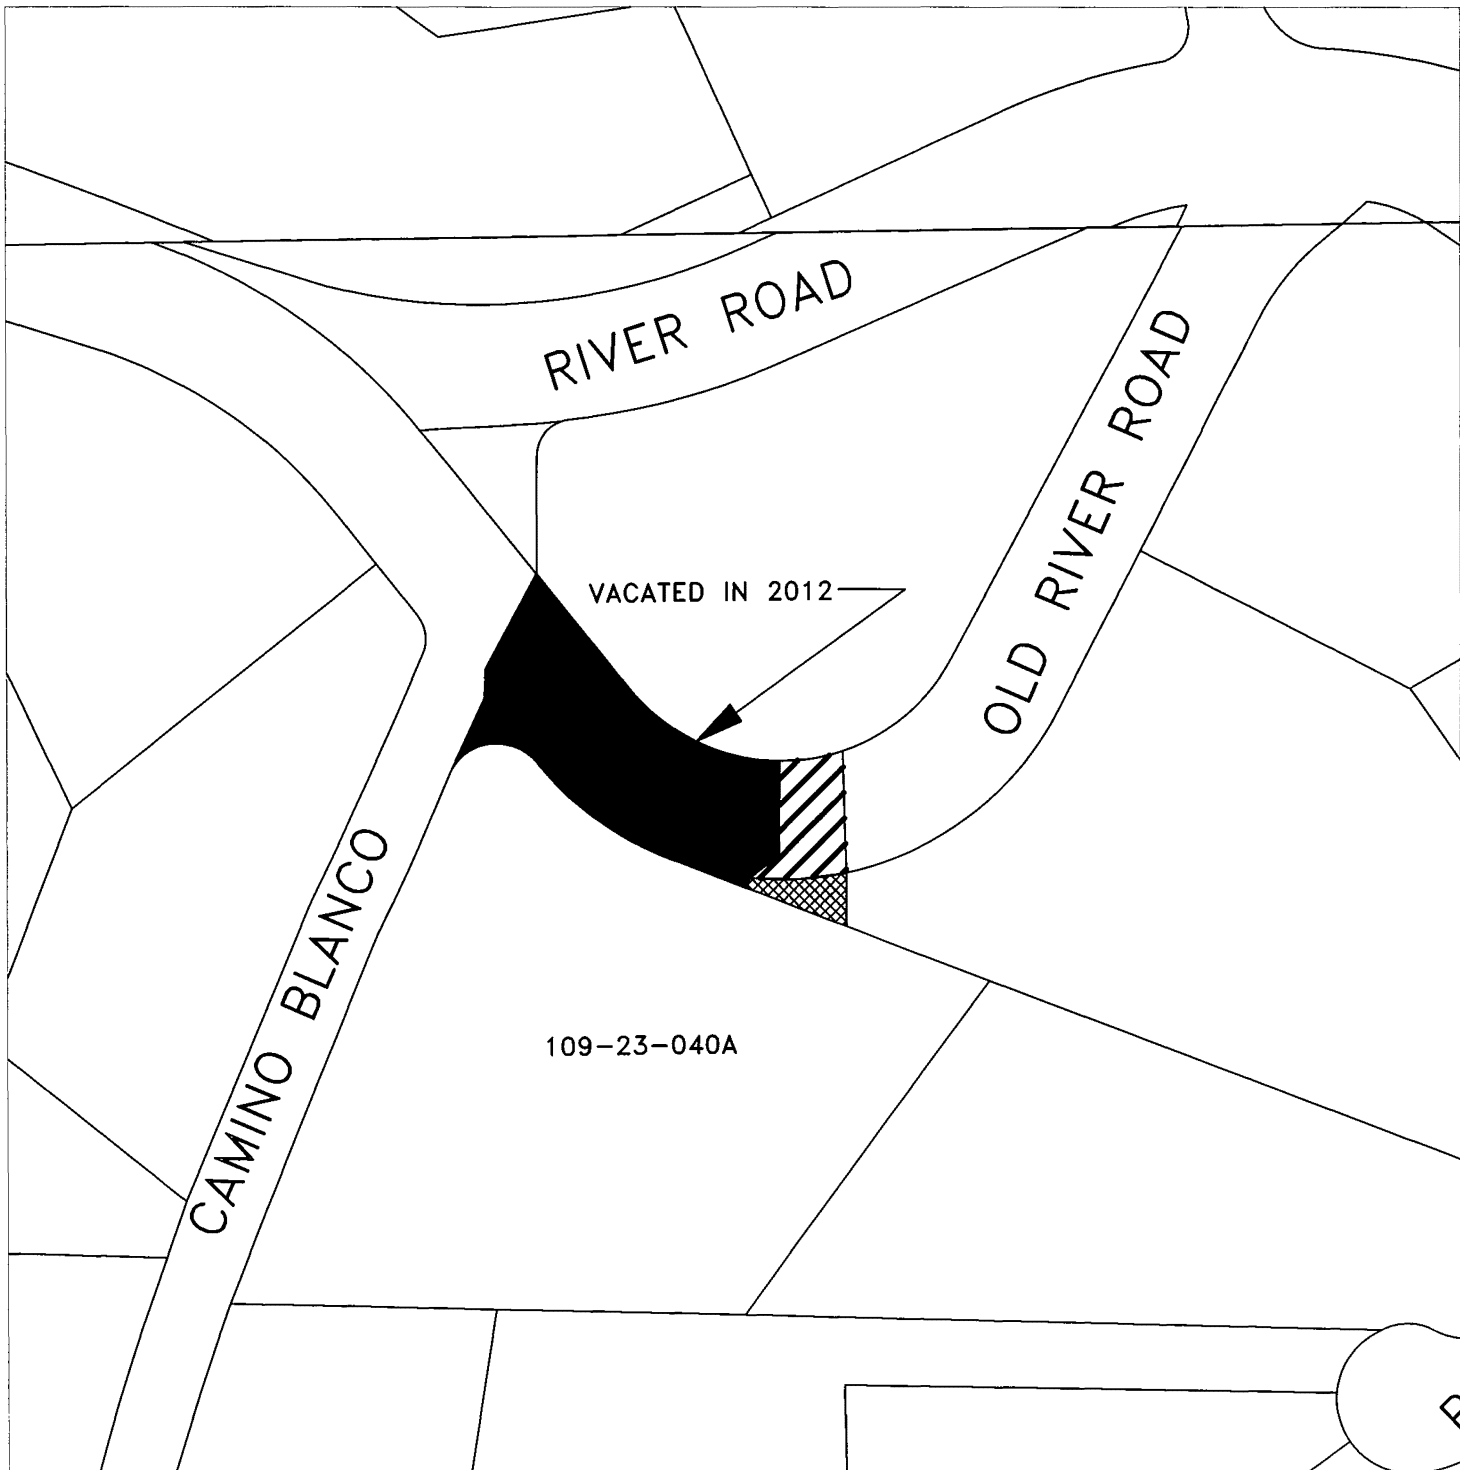 RIVER ROAD
OLD RIVER ROAD
VACATED IN 2012
CAMINO BLANCO
109-23-040A